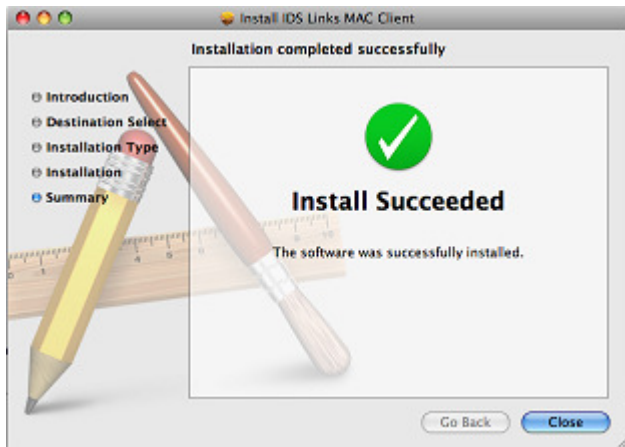 Install IDS Links MAC Client
Installation completed successfully
Introduction
Destination Select
Installation Type
Installation
Summary
Install Succeeded
The software was successfully installed.
Go Back
Close